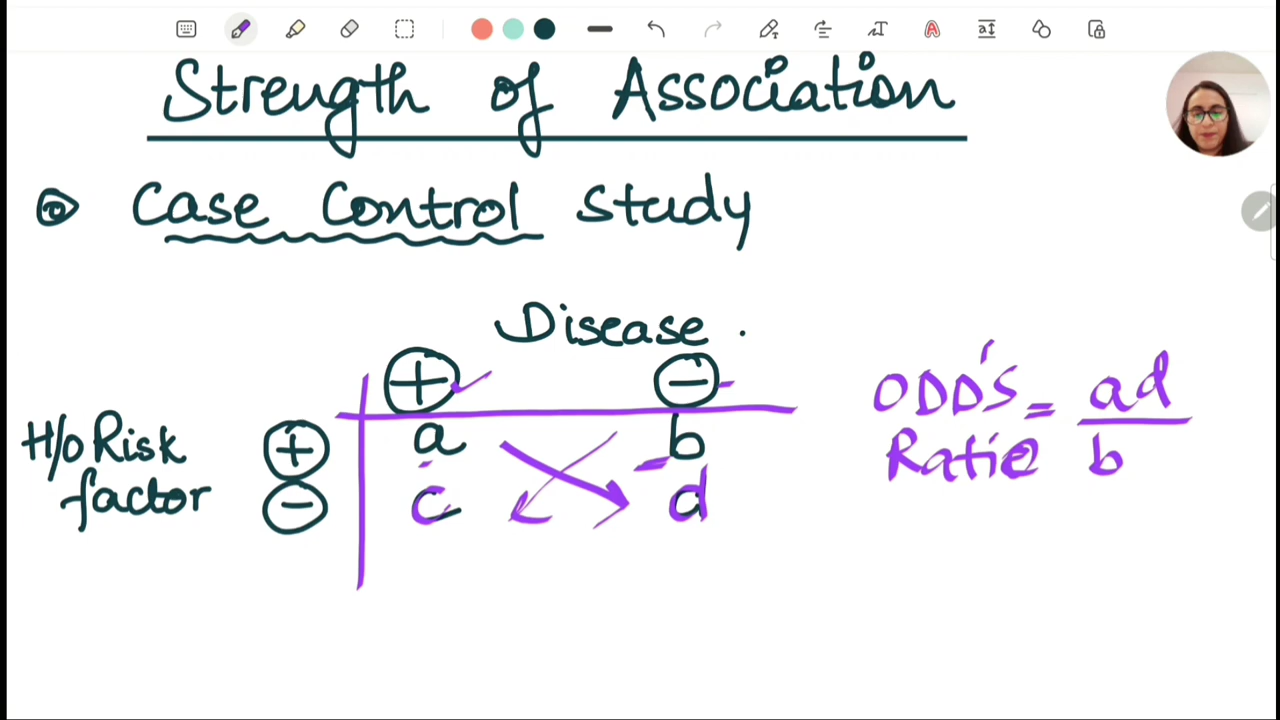 Strength of Association
Case Control Study
Disease.
+ −
H/o Risk factor
+ a b
− c d
ODD'S Ratio = ad
b